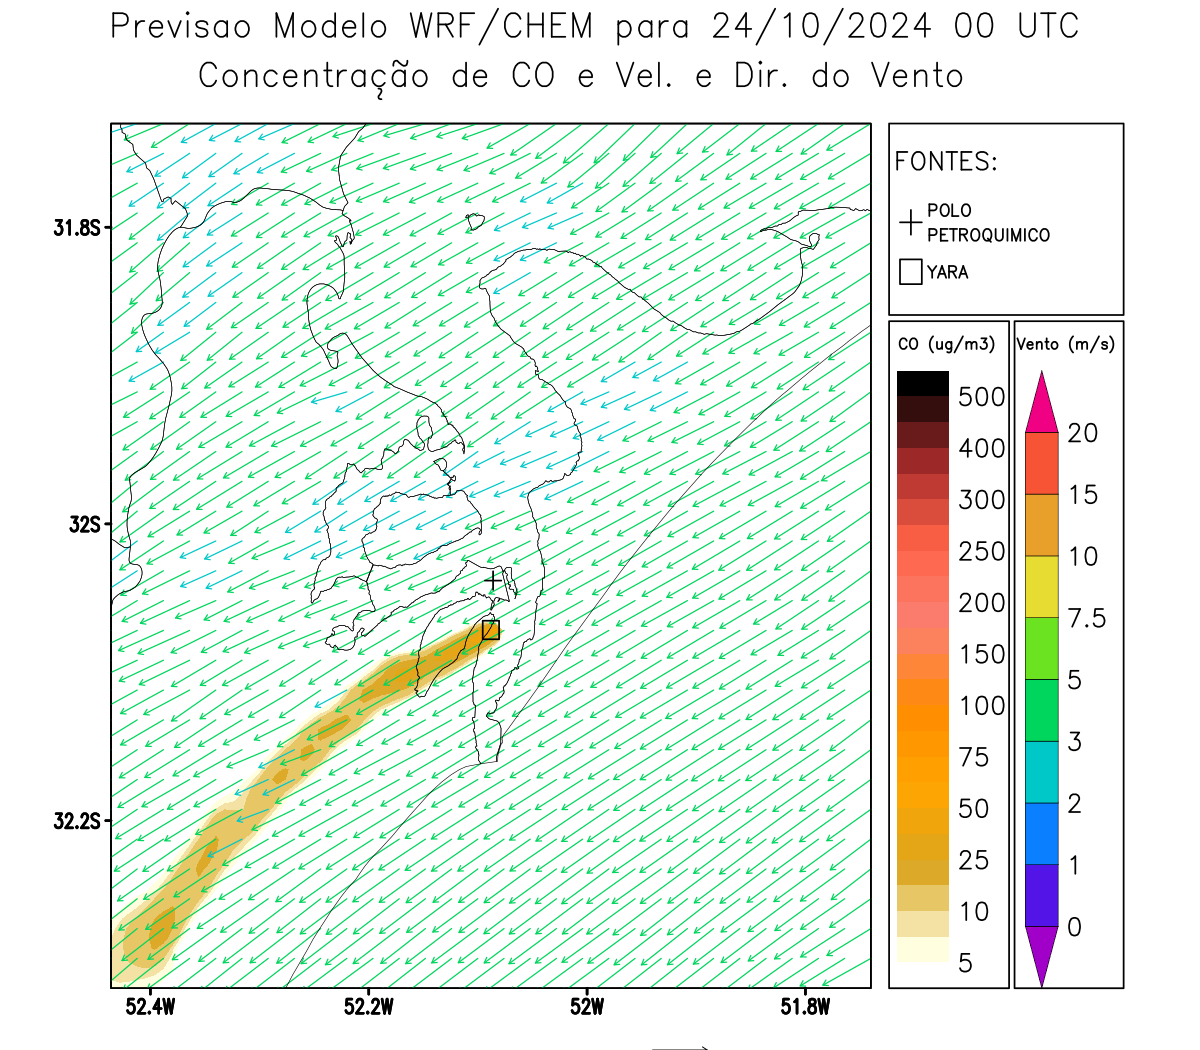 Previsao Modelo WRF/CHEM para 24/10/2024 00 UTC
Concentração de CO e Vel. e Dir. do Vento
FONTES:
POLO
PETROQUIMICO
YARA
31.8S
32S
32.2S
52.4W
52.2W
52W
51.8W
CO (ug/m3)
500
400
300
250
200
150
100
75
50
25
10
5
Vento (m/s)
20
15
10
7.5
5
3
2
1
0